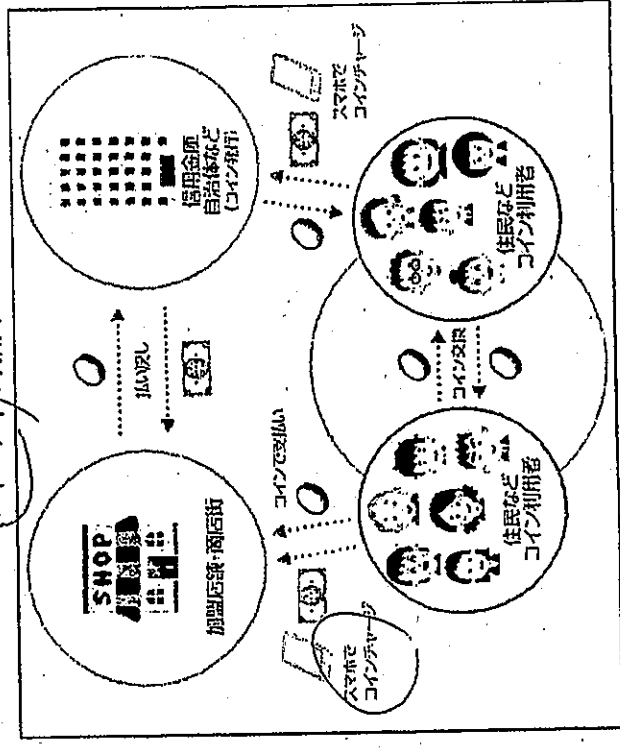 信用金庫
自治体など
(コイン発行)
スマホで
コインチャージ
払い戻し
SHOP
加盟店舗・商店街
コインで支払い
コイン交換
住民など
コイン利用者
住民など
コイン利用者
スマホで
コインチャージ